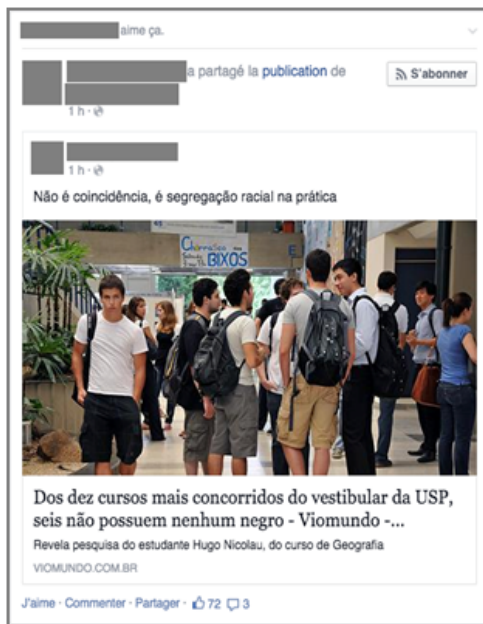 aime ça.
a partagé la publication de
S'abonner
1 h ·
1 h ·
Não é coincidência, é segregação racial na prática
Churrasco
BIXOS
E
Dos dez cursos mais concorridos do vestibular da USP,
seis não possuem nenhum negro - Viomundo -...
Revela pesquisa do estudante Hugo Nicolau, do curso de Geografia
VIOMUNDO.COM.BR
J'aime · Commenter · Partager · 72 3